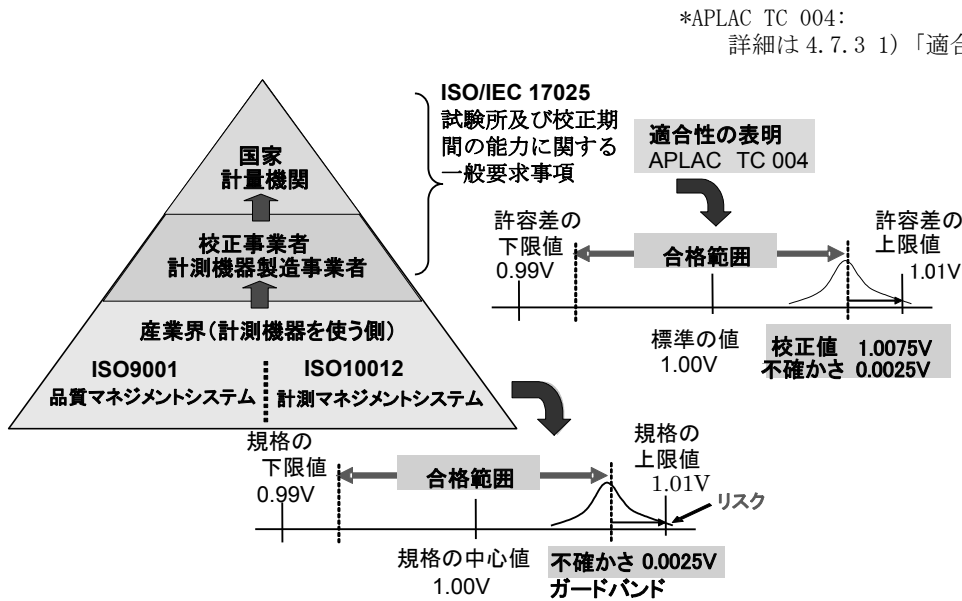 *APLAC TC 004:
詳細は 4.7.3 1) 「適合
ISO/IEC 17025
試験所及び校正期
間の能力に関する
一般要求事項
適合性の表明
APLAC TC 004
国家
計量機関
校正事業者
計測機器製造事業者
産業界(計測機器を使う側)
ISO9001
品質マネジメントシステム
ISO10012
計測マネジメントシステム
許容差の
下限値
0.99V
合格範囲
許容差の
上限値
1.01V
標準の値
1.00V
校正値 1.0075V
不確かさ 0.0025V
規格の
下限値
0.99V
合格範囲
規格の
上限値
1.01V
リスク
規格の中心値
1.00V
不確かさ 0.0025V
ガードバンド